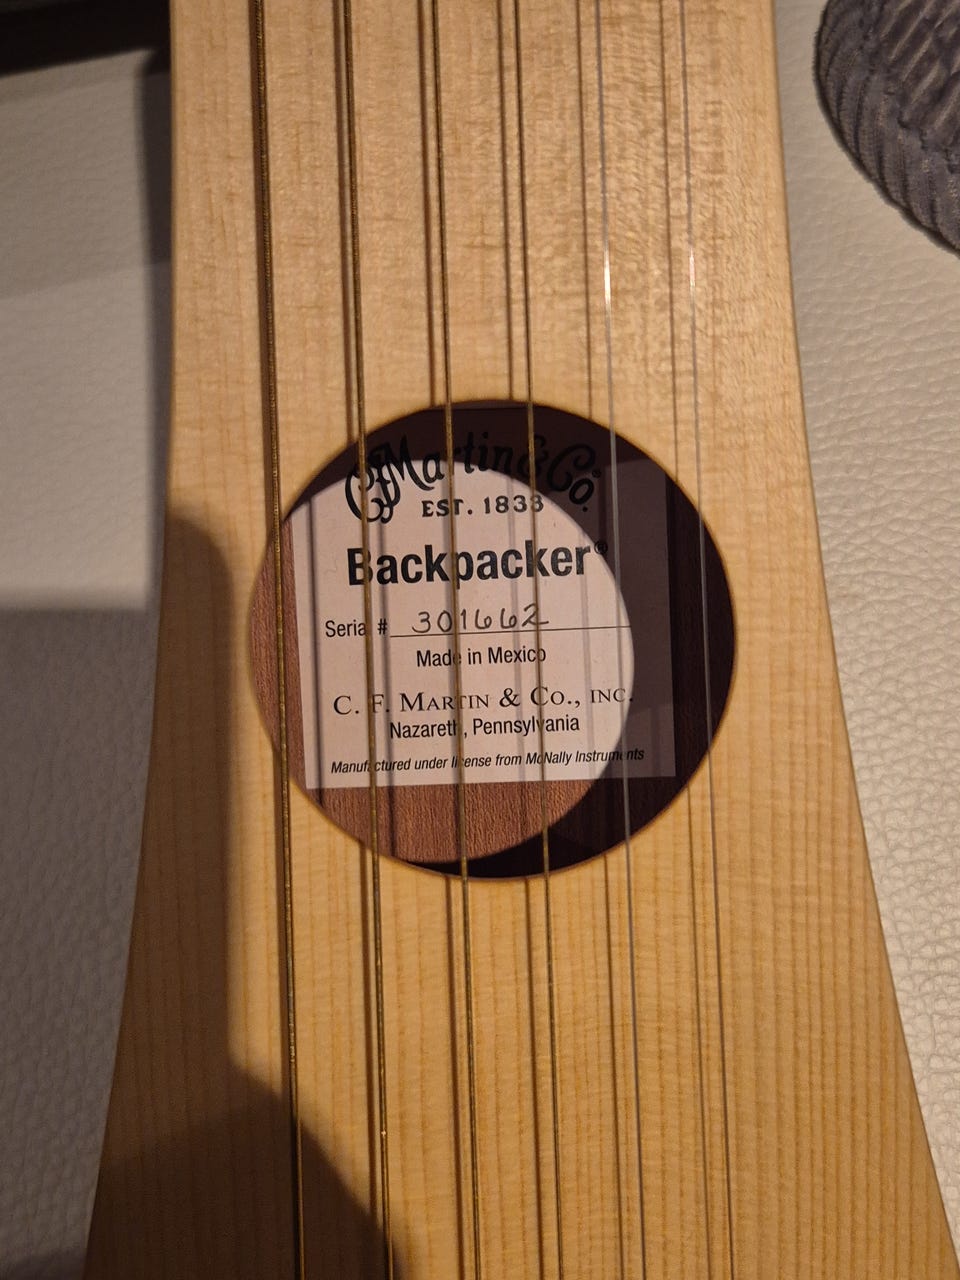 C.F. Martin & Co.®
EST. 1833
Backpacker®
Serial # 301662
Made in Mexico
C. F. MARTIN & CO., INC.
Nazareth, Pennsylvania
Manufactured under license from McNally Instruments